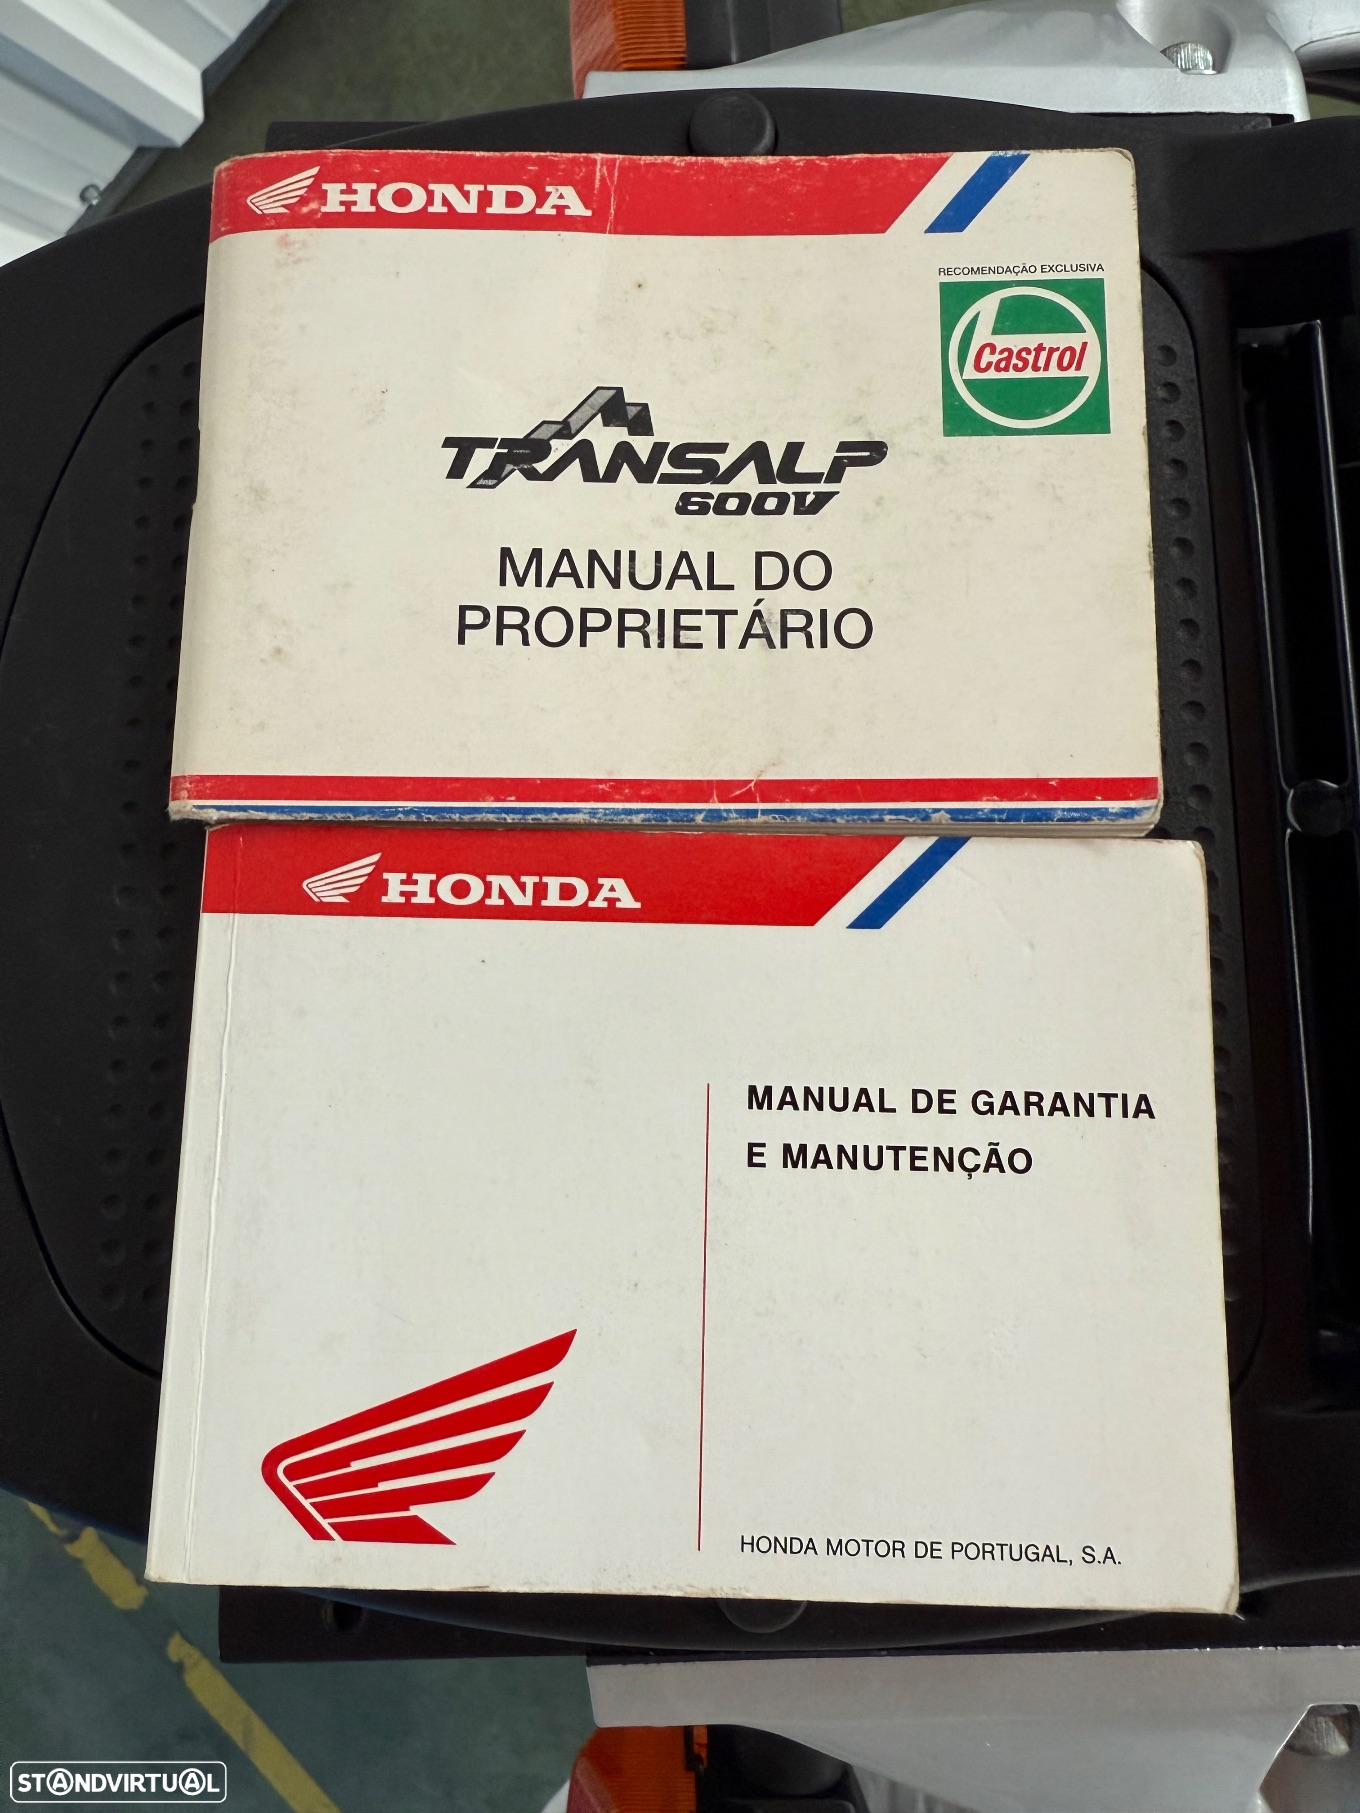 HONDA
RECOMENDAÇÃO EXCLUSIVA
Castrol
TRANSALP
600V
MANUAL DO
PROPRIETÁRIO
HONDA
MANUAL DE GARANTIA
E MANUTENÇÃO
HONDA MOTOR DE PORTUGAL, S.A.
STANDVIRTUAL